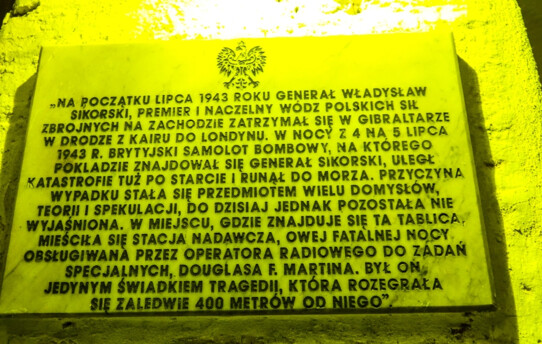 „NA POCZĄTKU LIPCA 1943 ROKU GENERAŁ WŁADYSŁAW
SIKORSKI, PREMIER I NACZELNY WÓDZ POLSKICH SIŁ
ZBROJNYCH NA ZACHODZIE ZATRZYMAŁ SIĘ W GIBRALTARZE
W DRODZE Z KAIRU DO LONDYNU. W NOCY Z 4 NA 5 LIPCA
1943 R. BRYTYJSKI SAMOLOT BOMBOWY, NA KTÓREGO
POKŁADZIE ZNAJDOWAŁ SIĘ GENERAŁ SIKORSKI, ULEGŁ
KATASTROFIE TUŻ PO STARCIE I RUNĄŁ DO MORZA. PRZYCZYNA
WYPADKU STAŁA SIĘ PRZEDMIOTEM WIELU DOMYSŁÓW,
TEORII I SPEKULACJI, DO DZISIAJ JEDNAK POZOSTAŁA NIE
WYJAŚNIONA. W MIEJSCU, GDZIE ZNAJDUJE SIĘ TA TABLICA,
MIEŚCIŁA SIĘ STACJA NADAWCZA, OWEJ FATALNEJ NOCY
OBSŁUGIWANA PRZEZ OPERATORA RADIOWEGO DO ZADAŃ
SPECJALNYCH, DOUGLASA F. MARTINA. BYŁ ON
JEDYNYM ŚWIADKIEM TRAGEDII, KTÓRA ROZEGRAŁA
SIĘ ZALEDWIE 400 METRÓW OD NIEGO”